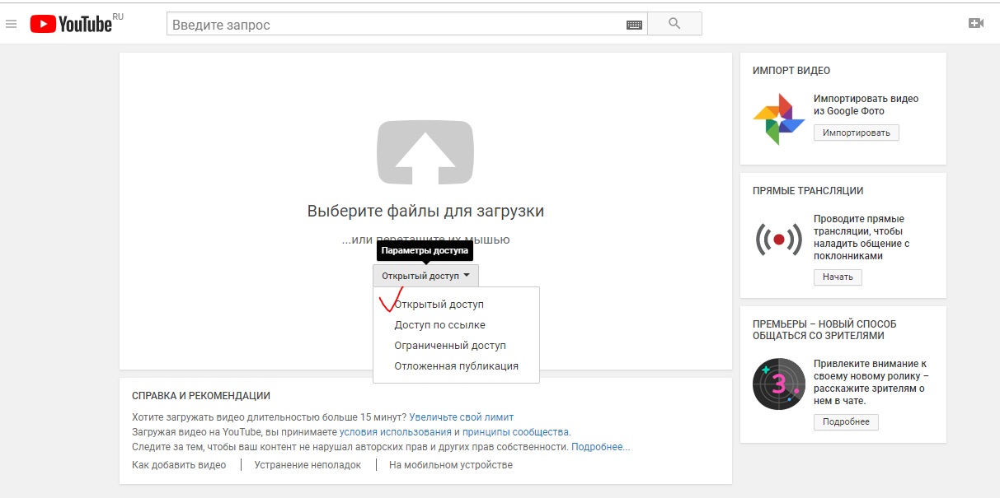 YouTube RU
Введите запрос
Выберите файлы для загрузки
...или перетащите их мышью
Параметры доступа
Открытый доступ
Открытый доступ
Доступ по ссылке
Ограниченный доступ
Отложенная публикация
СПРАВКА И РЕКОМЕНДАЦИИ
Хотите загружать видео длительностью больше 15 минут? Увеличьте свой лимит
Загружая видео на YouTube, вы принимаете условия использования и принципы сообщества.
Следите за тем, чтобы ваш контент не нарушал авторских прав и других прав собственности. Подробнее...
Как добавить видео | Устранение неполадок | На мобильном устройстве
ИМПОРТ ВИДЕО
Импортировать видео
из Google Фото
Импортировать
ПРЯМЫЕ ТРАНСЛЯЦИИ
Проводите прямые
трансляции, чтобы
наладить общение с
поклонниками
Начать
ПРЕМЬЕРЫ – НОВЫЙ СПОСОБ
ОБЩАТЬСЯ СО ЗРИТЕЛЯМИ
3
Привлеките внимание к
своему новому ролику –
расскажите зрителям о
нем в чате.
Подробнее